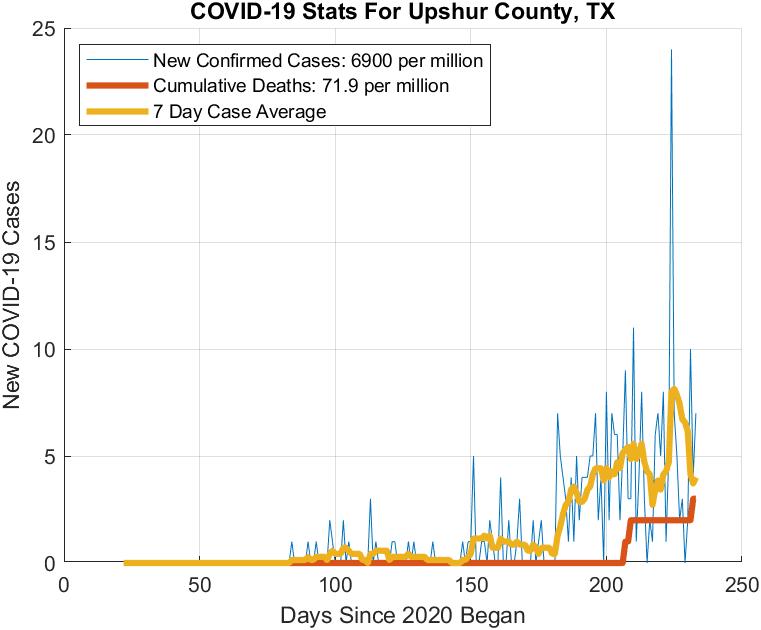 COVID-19 Stats For Upshur County, TX
New Confirmed Cases: 6900 per million
Cumulative Deaths: 71.9 per million
7 Day Case Average
New COVID-19 Cases
25
20
15
10
5
0
0 50 100 150 200 250
Days Since 2020 Began